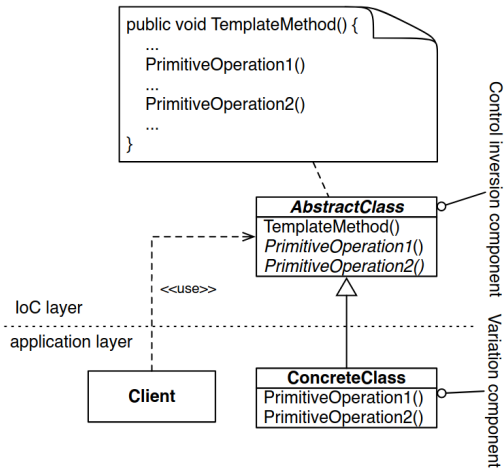 public void TemplateMethod() {
...
PrimitiveOperation1()
...
PrimitiveOperation2()
...
}
Control inversion component
AbstractClass
TemplateMethod()
PrimitiveOperation1()
PrimitiveOperation2()
<<use>>
IoC layer
application layer
Variation component
Client
ConcreteClass
PrimitiveOperation1()
PrimitiveOperation2()